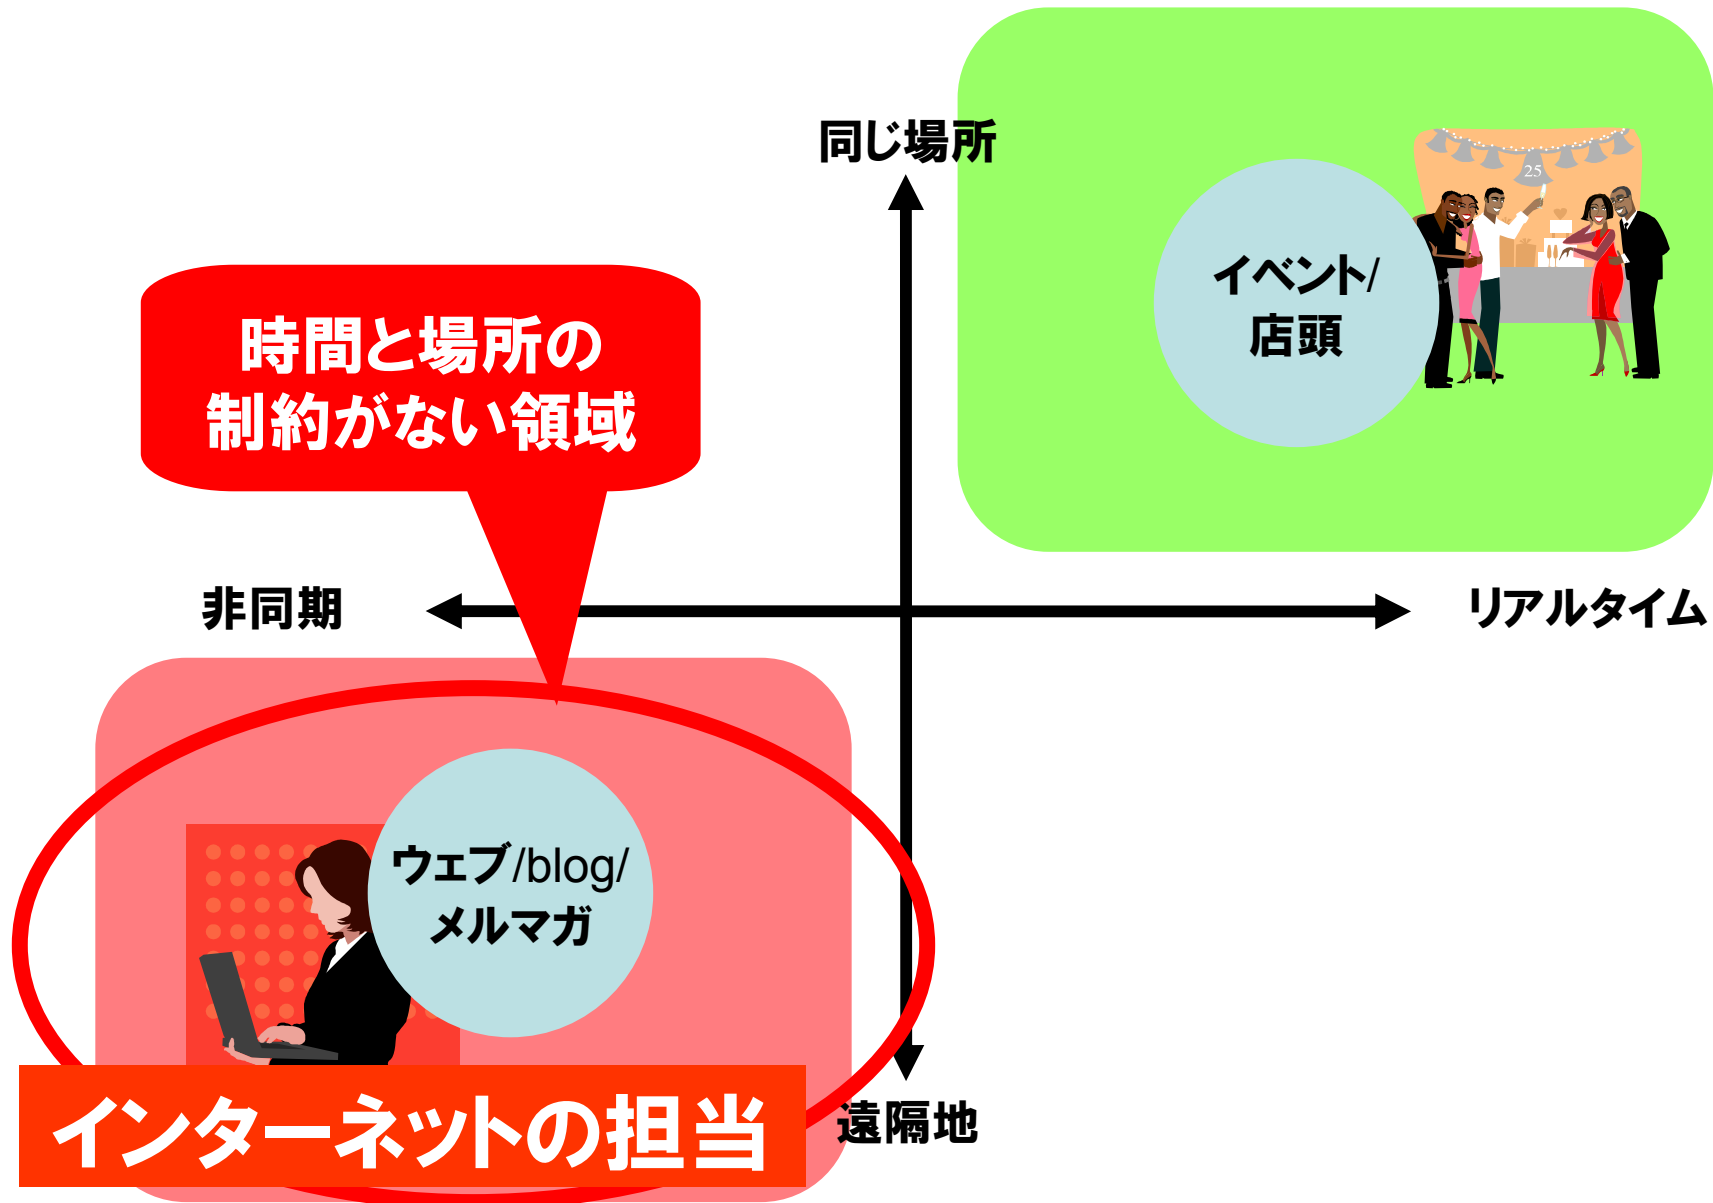 同じ場所
25
イベント/
店頭
時間と場所の
制約がない領域
非同期
リアルタイム
ウェブ/blog/
メルマガ
インターネットの担当
遠隔地